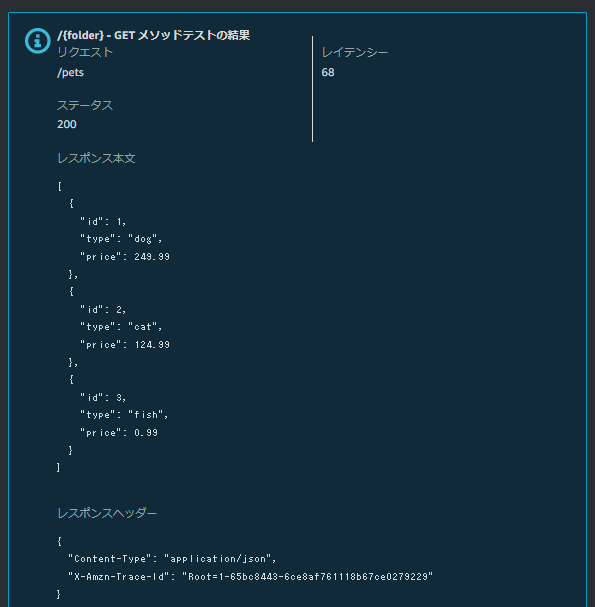 /{folder} - GET メソッドテストの結果
リクエスト
/pets
レイテンシー
68
ステータス
200
レスポンス本文
[
  {
    "id": 1,
    "type": "dog",
    "price": 249.99
  },
  {
    "id": 2,
    "type": "cat",
    "price": 124.99
  },
  {
    "id": 3,
    "type": "fish",
    "price": 0.99
  }
]
レスポンスヘッダー
{
  "Content-Type": "application/json",
  "X-Amzn-Trace-Id": "Root=1-65bc8443-6ce8af761118b67ce0279229"
}